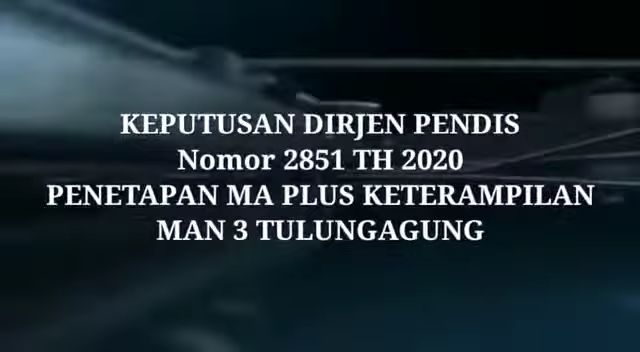 KEPUTUSAN DIRJEN PENDIS
Nomor 2851 TH 2020
PENETAPAN MA PLUS KETERAMPILAN
MAN 3 TULUNGAGUNG